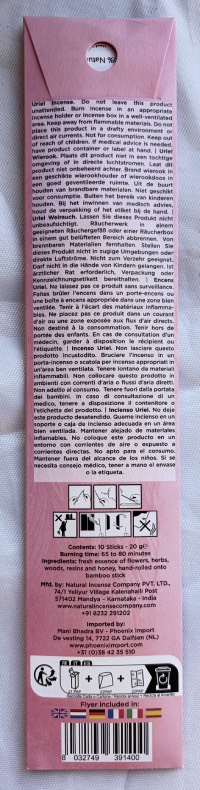 % Natu
Uriel Incense. Do not leave this product
unattended. Burn incense in an appropriate
incense holder or incense box in a well-ventilated
area. Keep away from flammable materials. Do not
place this product in a drafty environment or
direct air currents. Not for consumption. Keep out
of reach of children. If medical advice is needed,
have product container or label at hand. | Uriel
Wierook. Plaats dit product niet in een tochtige
omgeving of in directe luchtstromen. Laat dit
product niet onbeheerd achter. Brand wierook in
een geschikte wierookhouder of wierookdoos in
een goed geventileerde ruimte. Uit de buurt
houden van brandbare materialen. Niet geschikt
voor consumptie. Buiten het bereik van kinderen
houden. Bij het inwinnen van medisch advies,
houd de verpakking of het etiket bij de hand. |
Uriel Weihrauch. Lassen Sie dieses Produkt nicht
unbeaufsichtigt. Räucherwerk in einem
geeigneten Räuchergefäß oder einer Räucherbox
in einem gut belüfteten Bereich abbrennen. Von
brennbaren Materialien fernhalten. Stellen Sie
dieses Produkt nicht in zugige Umgebungen oder
direkte Luftströme. Nicht zum Verzehr geeignet.
Darf nicht in die Hände von Kindern gelangen. Ist
ärztlicher Rat erforderlich, Verpackung oder
Kennzeichnungsetikett bereithalten. | Encens
Uriel. Ne laissez pas ce produit sans surveillance.
Faites brûler l'encens dans un porte-encens ou
une boîte à encens appropriée dans une zone bien
ventilée. Tenir à l'écart des matériaux inflamma-
bles. Ne placez pas ce produit dans un courant
d'air ou une zone exposée aux flux d'air direct.
Non destiné à la consommation. Tenir hors de
portée des enfants. En cas de consultation d'un
médecin, garder à disposition le récipient ou
l'étiquette. | Incenso Uriel. Non lasciare questo
prodotto incustodito. Bruciare l'incenso in un
porta-incenso o scatola per incenso appropriati in
un'area ben ventilata. Tenere lontano da materiali
infiammabili. Non collocare questo prodotto in
ambienti con correnti d'aria o flussi d'aria diretti.
Non adatto al consumo. Tenere fuori dalla portata
dei bambini. In caso di consultazione di un
medico, tenere a disposizione il contenitore o
l'etichetta del prodotto. | Incienso Uriel. No deje
este producto desatendido. Queme incienso en un
soporte o caja de incienso adecuada en un área
bien ventilada. Mantener alejado de materiales
inflamables. No coloque este producto en un
entorno con corrientes de aire o expuesto a
corrientes directas. No apto para el consumo.
Mantener fuera del alcance de los niños. Si se
necesita consejo médico, tener a mano el envase
o la etiqueta.
Contents: 10 Sticks - 20 g ℮
Burning time: 65 to 80 minutes
Ingredients: fresh essence of flowers, herbs,
woods, resins and honey, hand-rolled onto
bamboo stick
Mfd. by: Natural Incense Company PVT. LTD.,
74/1 Yeliyur Village Kalenahalli Post
571402 Mandya – Karnataka - India
www.naturalincensecompany.com
+91 08232 291202
Imported by:
Mani Bhadra BV - Phoenix Import
De vesting 14, 7722 GA Dalfsen (NL)
www.phoeniximport.com
+31 (0)38 42 35 510
FR IT ES
Flyer included in:
8 032749 391400